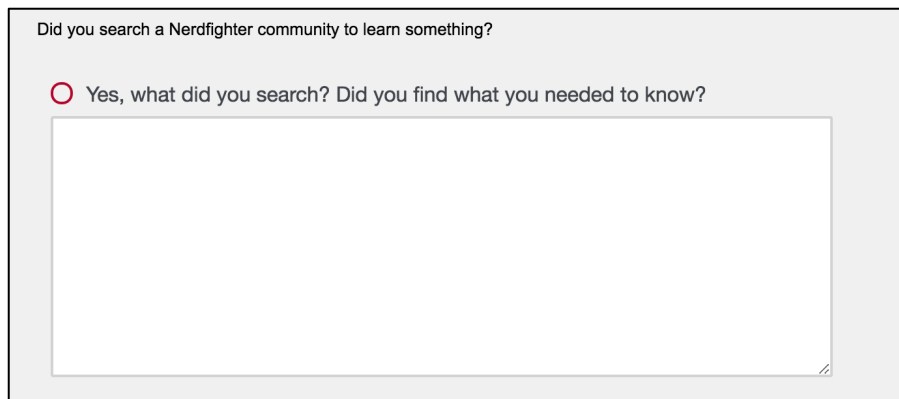 Did you search a Nerdfighter community to learn something?
Yes, what did you search? Did you find what you needed to know?